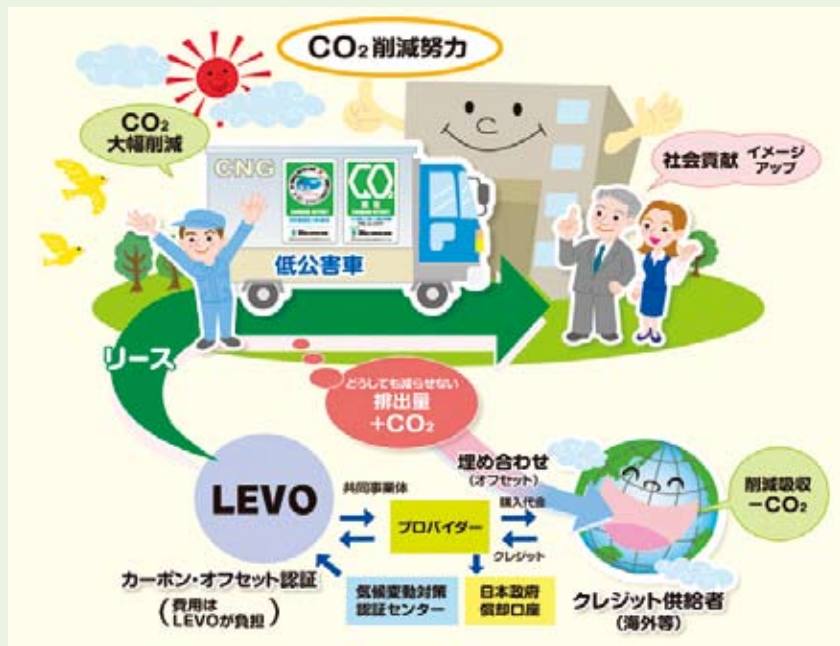 CO₂削減努力
CO₂
大幅削減
社会貢献 イメージ
アップ
CNG
CO₂
低公害車
リース
どうしても減らせない
排出量
+CO₂
埋め合わせ
(オフセット)
削減吸収
-CO₂
LEVO
共同事業体
購入代金
プロバイダー
クレジット
カーボン・オフセット認証
(費用は
LEVOが負担)
気候変動対策
認証センター
日本政府
償却口座
クレジット供給者
(海外等)